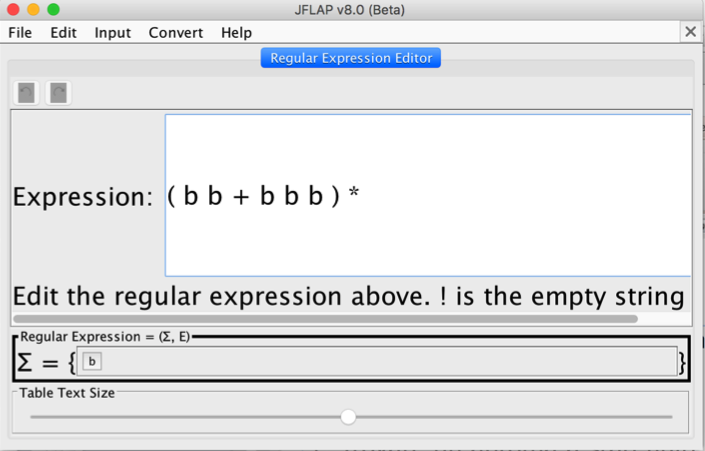 JFLAP v8.0 (Beta)
File Edit Input Convert Help
Regular Expression Editor
Expression: ( b b + b b b ) *
Edit the regular expression above. ! is the empty string
Regular Expression = (Σ, E)
Σ = { b }
Table Text Size